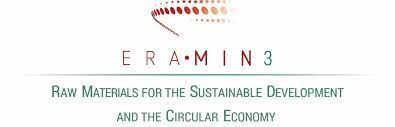 ERA•MIN3
RAW MATERIALS FOR THE SUSTAINABLE DEVELOPMENT
AND THE CIRCULAR ECONOMY